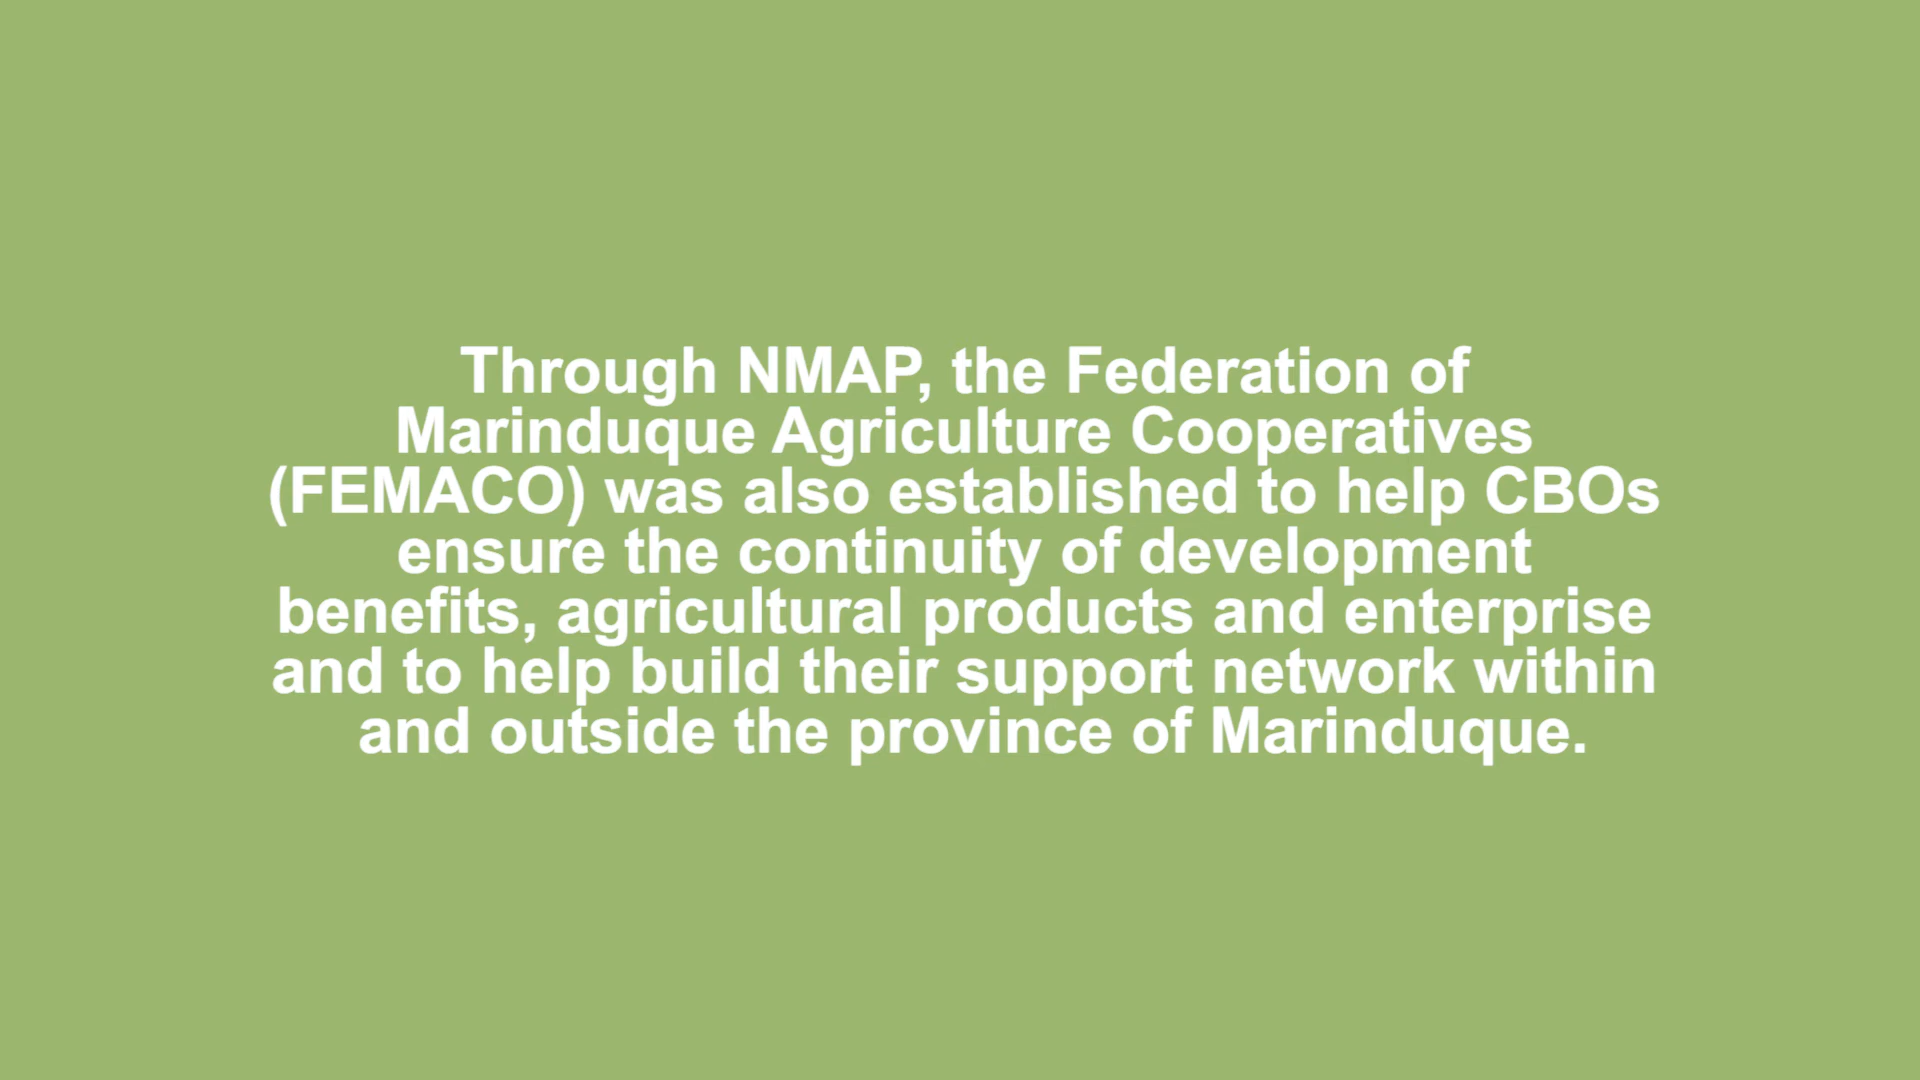 Through NMAP, the Federation of
Marinduque Agriculture Cooperatives
(FEMACO) was also established to help CBOs
ensure the continuity of development
benefits, agricultural products and enterprise
and to help build their support network within
and outside the province of Marinduque.